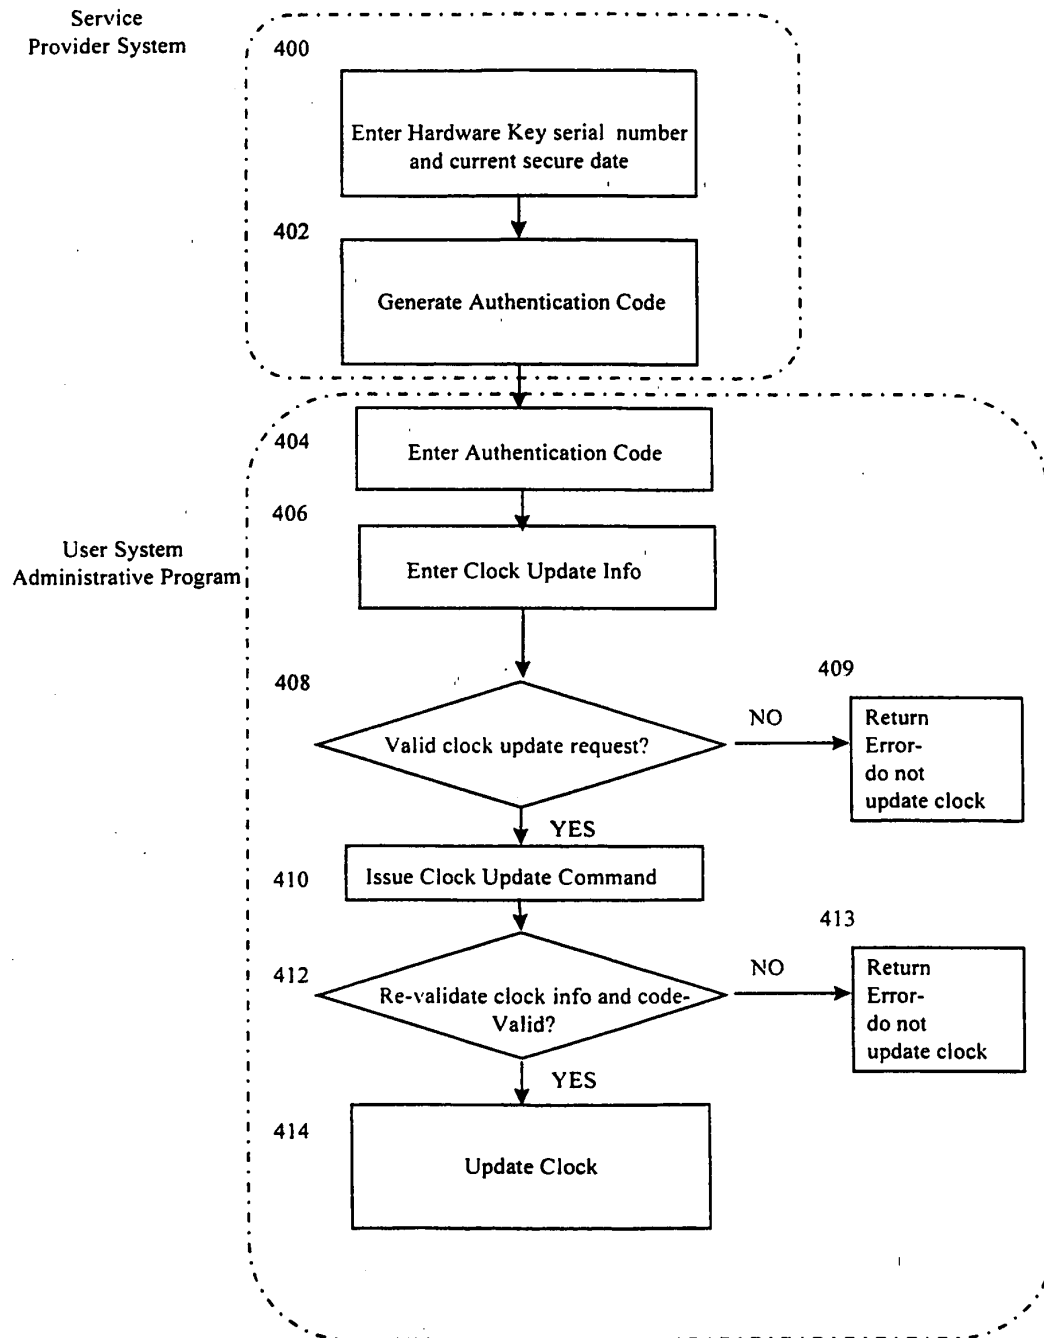 Service
Provider System
400
Enter Hardware Key serial number
and current secure date
402
Generate Authentication Code
404
Enter Authentication Code
406
User System
Administrative Program
Enter Clock Update Info
408
Valid clock update request?
NO
409
Return
Error-
do not
update clock
YES
410
Issue Clock Update Command
412
Re-validate clock info and code-
Valid?
NO
413
Return
Error-
do not
update clock
YES
414
Update Clock